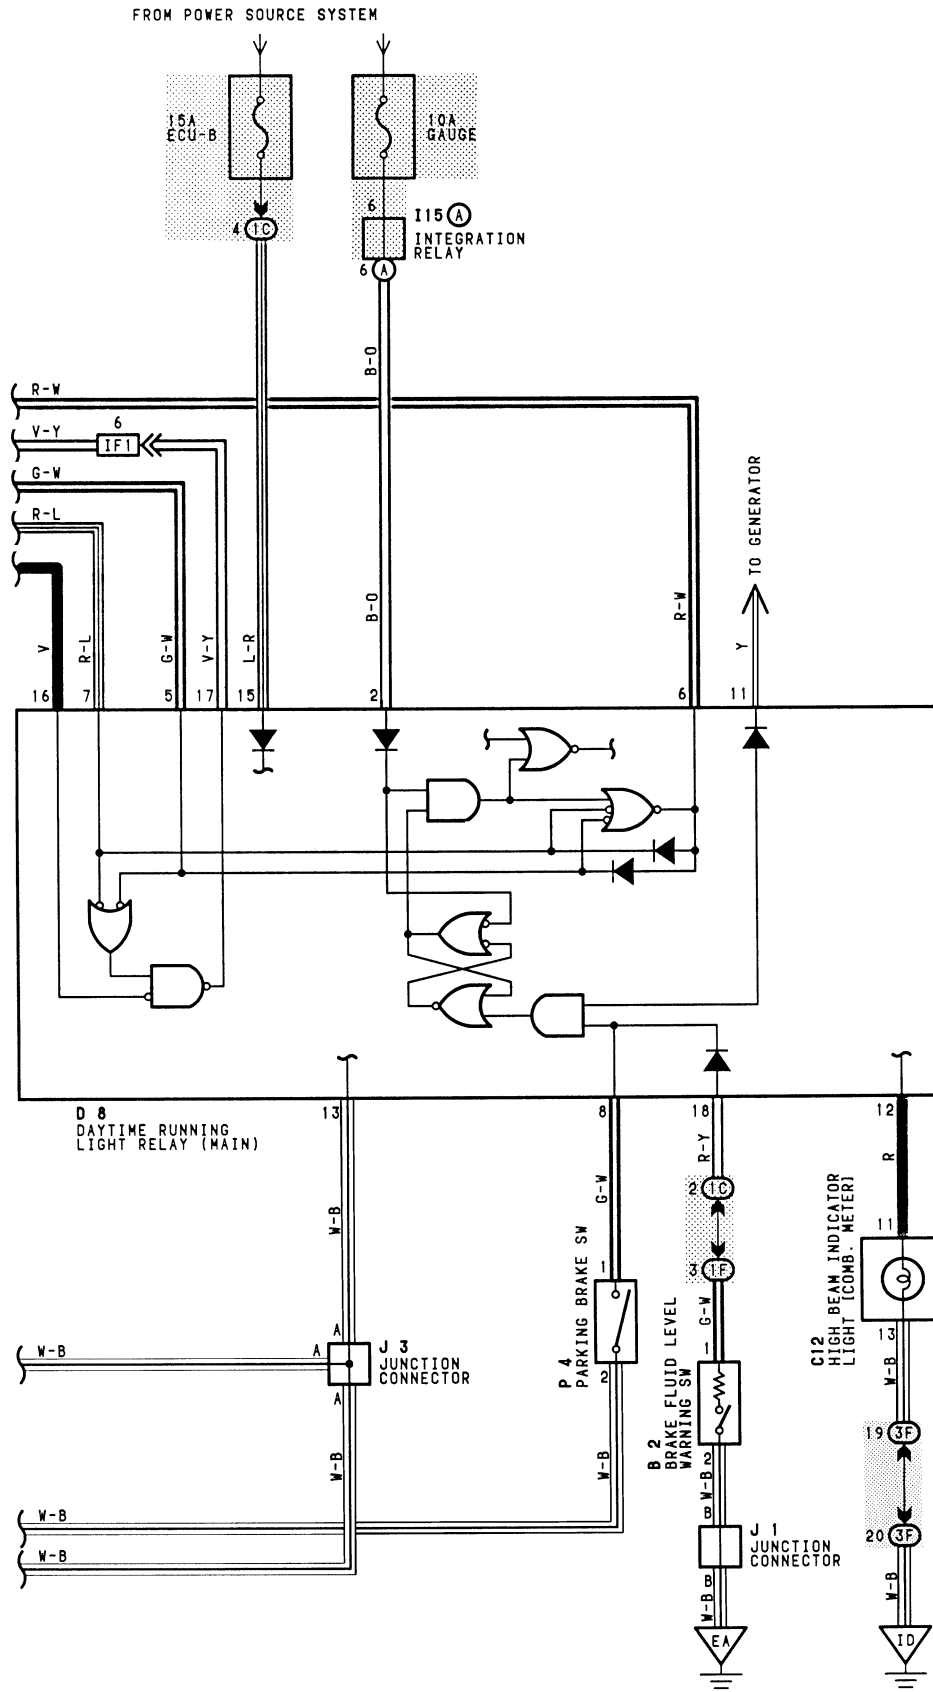 FROM POWER SOURCE SYSTEM
15A
ECU-B
10A
GAUGE
4 1C
6
I15 A
INTEGRATION
RELAY
6 A
B-O
R-W
6
V-Y
IF1
G-W
R-L
TO GENERATOR
V
R-L
G-W
V-Y
L-R
B-O
R-W
Y
16
7
5
17
15
2
6
11
D 8
DAYTIME RUNNING
LIGHT RELAY (MAIN)
13
8
18
12
W-B
G-W
R-Y
R
2 1C
3 1F
11
C12
HIGH BEAM INDICATOR
LIGHT [COMB. METER]
1
P 4
PARKING BRAKE SW
2
G-W
1
B 2
BRAKE FLUID LEVEL
WARNING SW
2
13
W-B
A
W-B
A
J 3
JUNCTION
CONNECTOR
A
W-B
W-B
W-B
B
19 3F
W-B
W-B
J 1
JUNCTION
CONNECTOR
B
W-B
20 3F
W-B
EA
ID